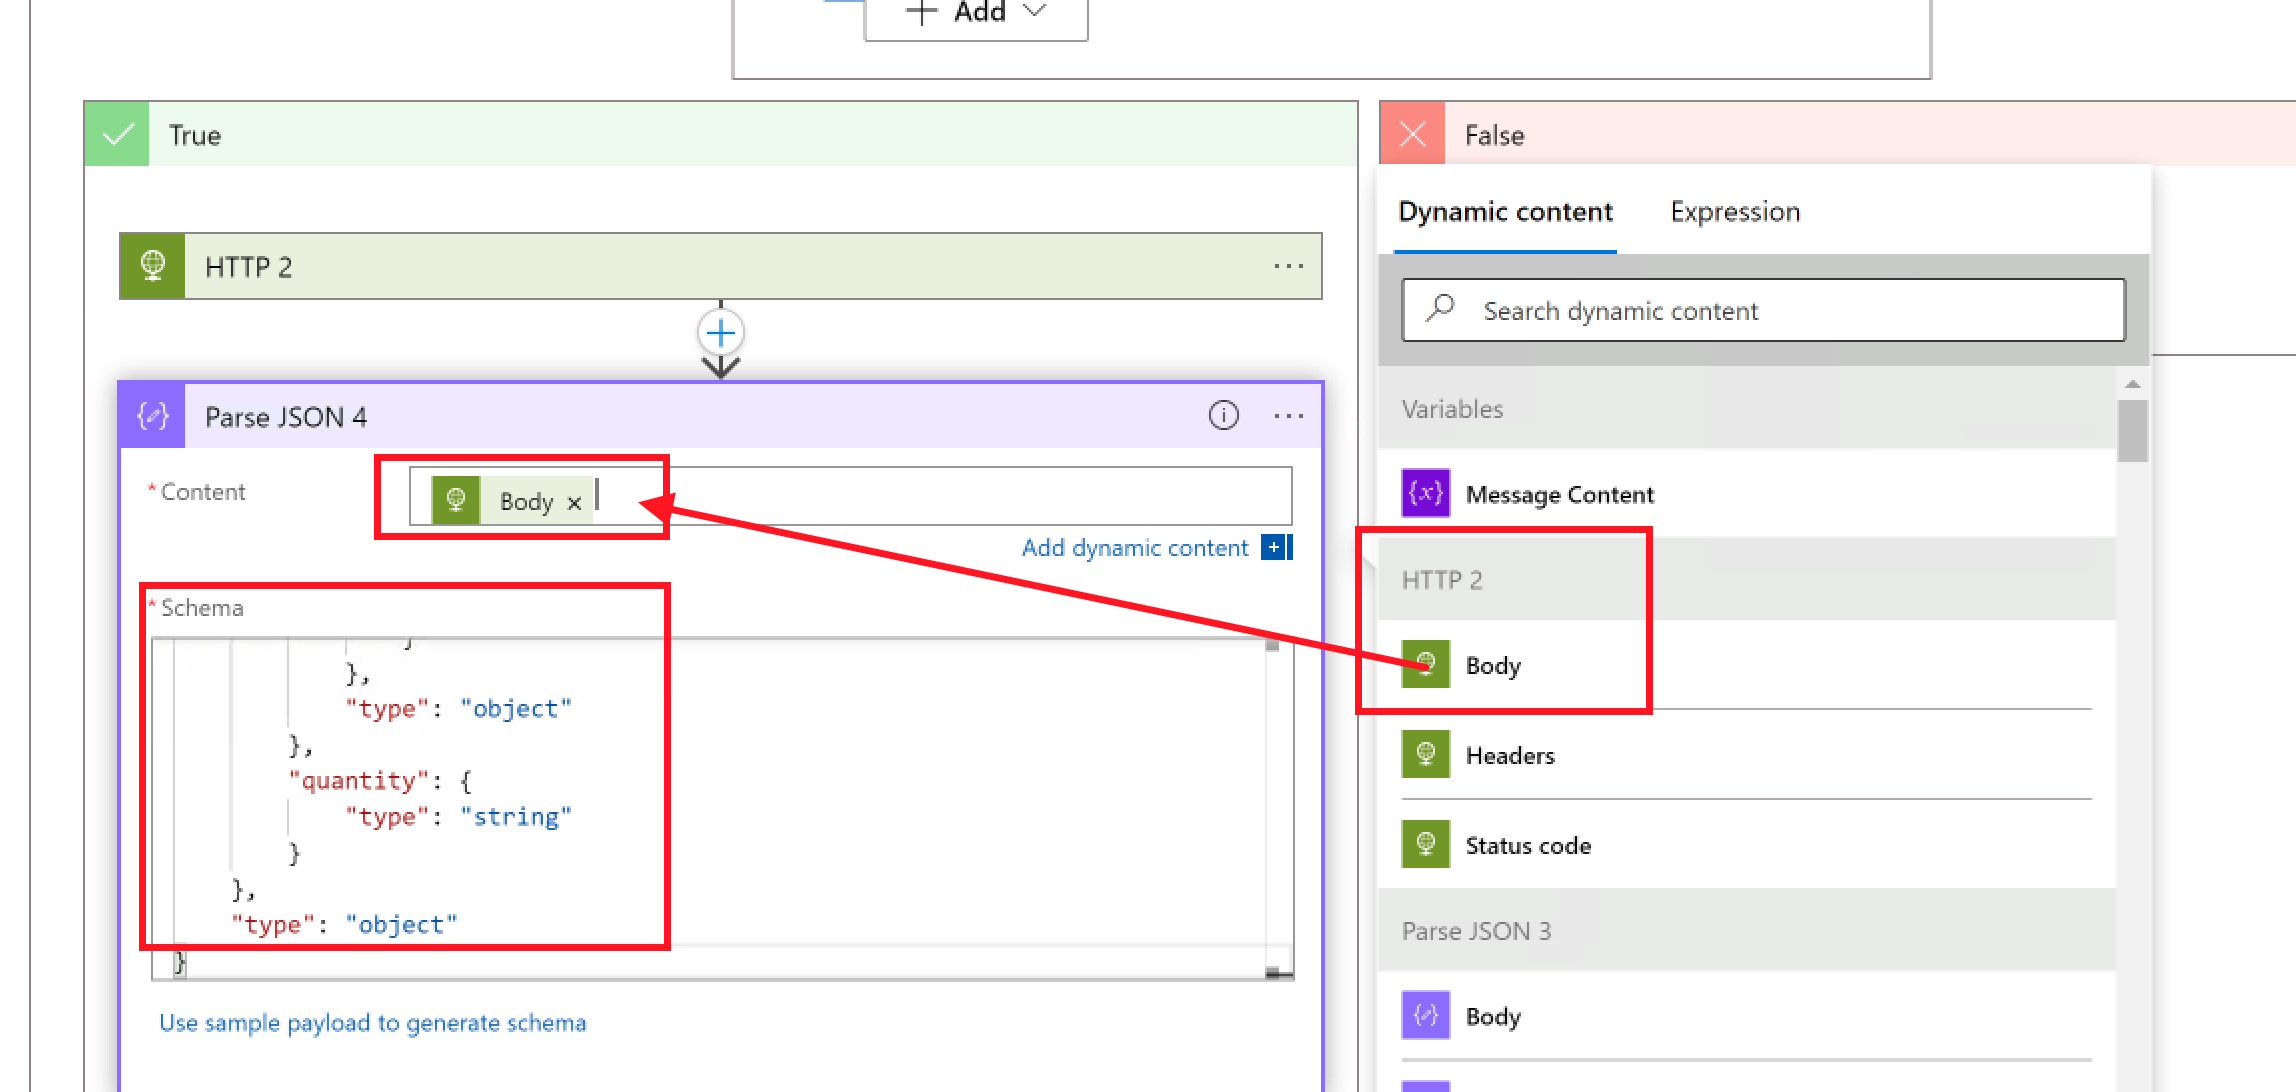 Add
True
HTTP 2
Parse JSON 4
* Content
Body ×
Add dynamic content
* Schema
}
},
"type": "object"
},
"quantity": {
"type": "string"
}
},
"type": "object"
}
Use sample payload to generate schema
False
Dynamic content
Expression
Search dynamic content
Variables
{x} Message Content
HTTP 2
Body
Headers
Status code
Parse JSON 3
Body